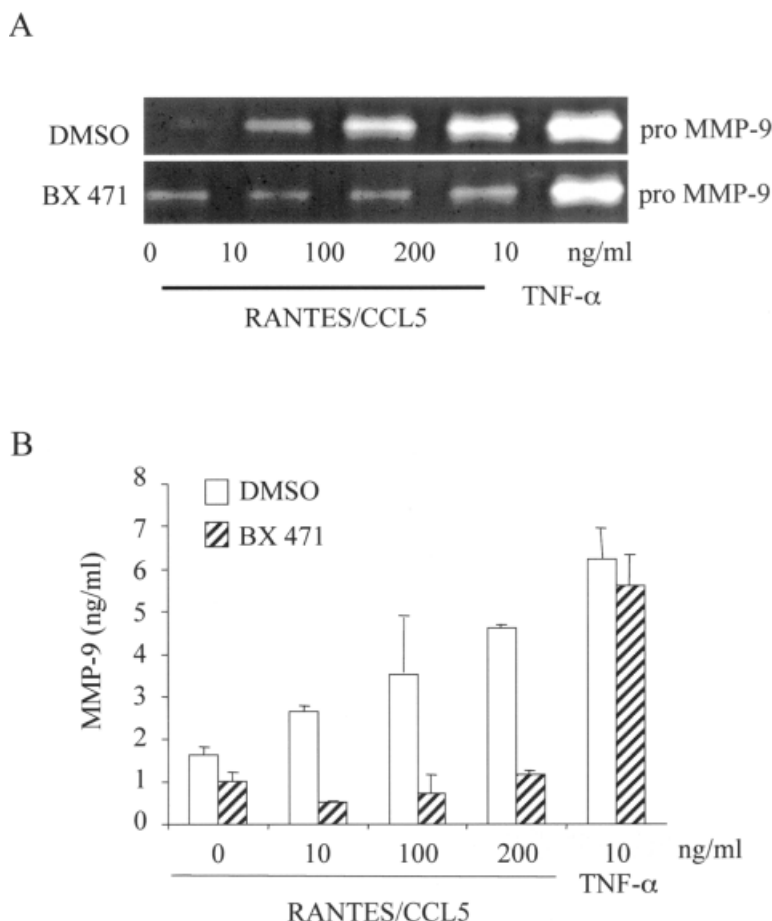 A
DMSO pro MMP-9
BX 471 pro MMP-9
0 10 100 200 10 ng/ml
RANTES/CCL5 TNF-α
B
8
7
6
5
4
3
2
1
0
MMP-9 (ng/ml)
DMSO
BX 471
0 10 100 200 10 ng/ml
TNF-α
RANTES/CCL5